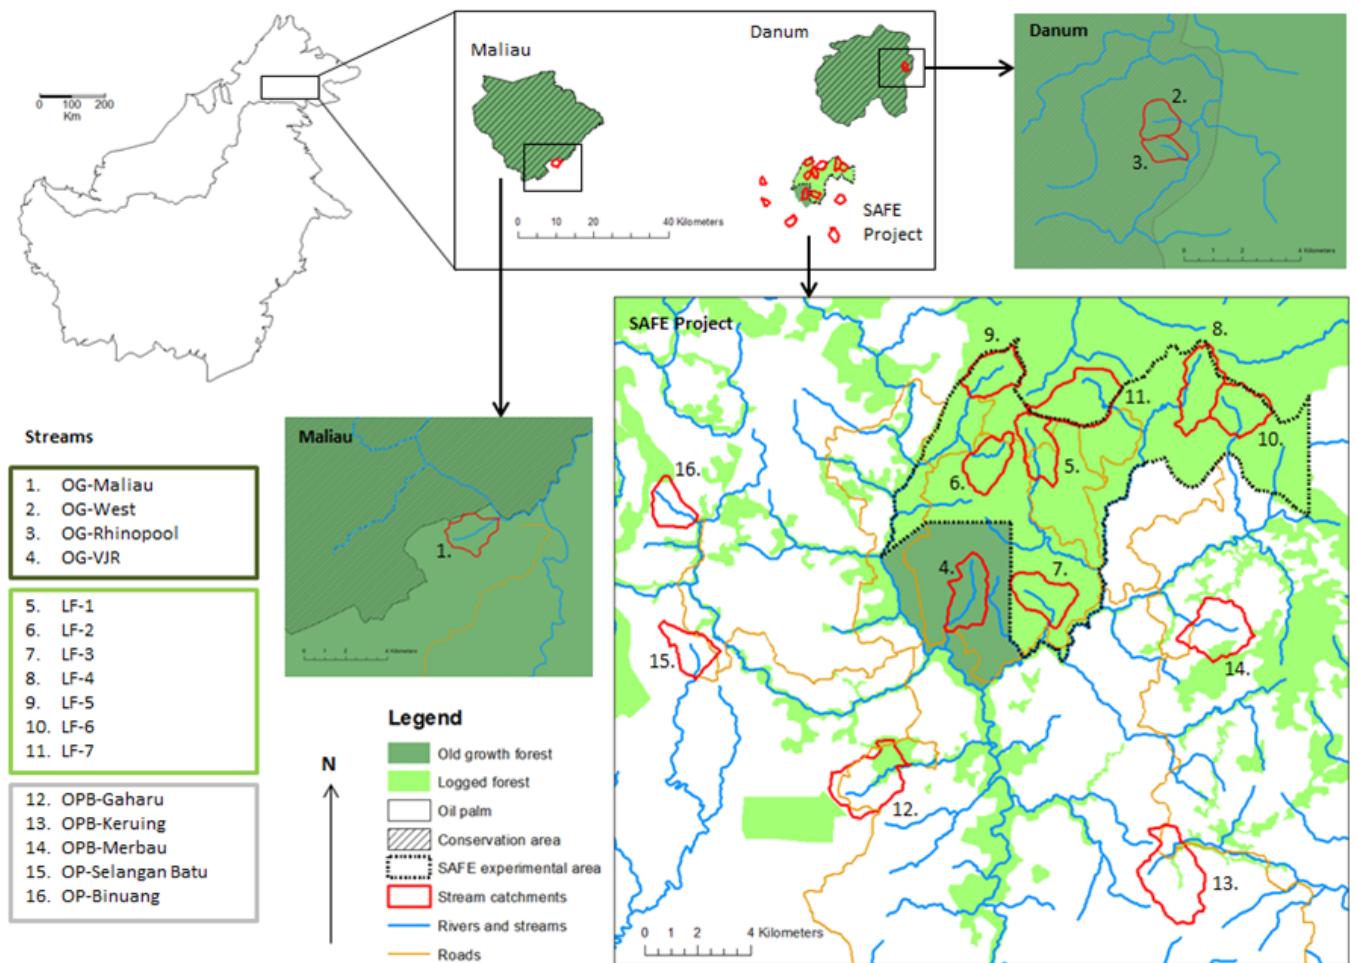 0 100 200
Km
Maliau
Danum
SAFE
Project
0 10 20 40 Kilometers
Danum
2.
3.
0 1 2 4 Kilometers
SAFE Project
9.
8.
11.
10.
16.
6.
5.
4.
7.
15.
14.
12.
13.
0 1 2 4 Kilometers
Maliau
1.
0 1 2 4 Kilometers
Streams
1. OG-Maliau
2. OG-West
3. OG-Rhinopool
4. OG-VJR
5. LF-1
6. LF-2
7. LF-3
8. LF-4
9. LF-5
10. LF-6
11. LF-7
12. OPB-Gaharu
13. OPB-Keruing
14. OPB-Merbau
15. OP-Selangan Batu
16. OP-Binuang
N
Legend
Old growth forest
Logged forest
Oil palm
Conservation area
SAFE experimental area
Stream catchments
Rivers and streams
Roads